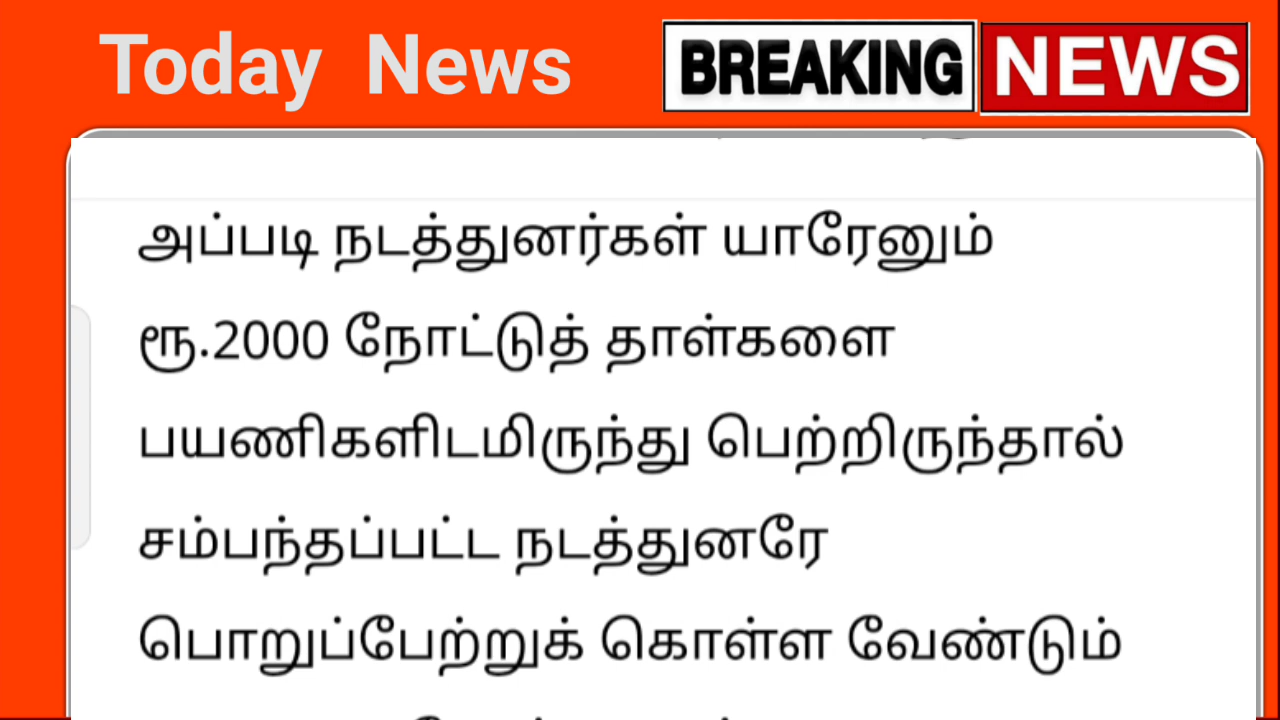 Today News
BREAKING NEWS
அப்படி நடத்துனர்கள் யாரேனும்
ரூ.2000 நோட்டுத் தாள்களை
பயணிகளிடமிருந்து பெற்றிருந்தால்
சம்பந்தப்பட்ட நடத்துனரே
பொறுப்பேற்றுக் கொள்ள வேண்டும்